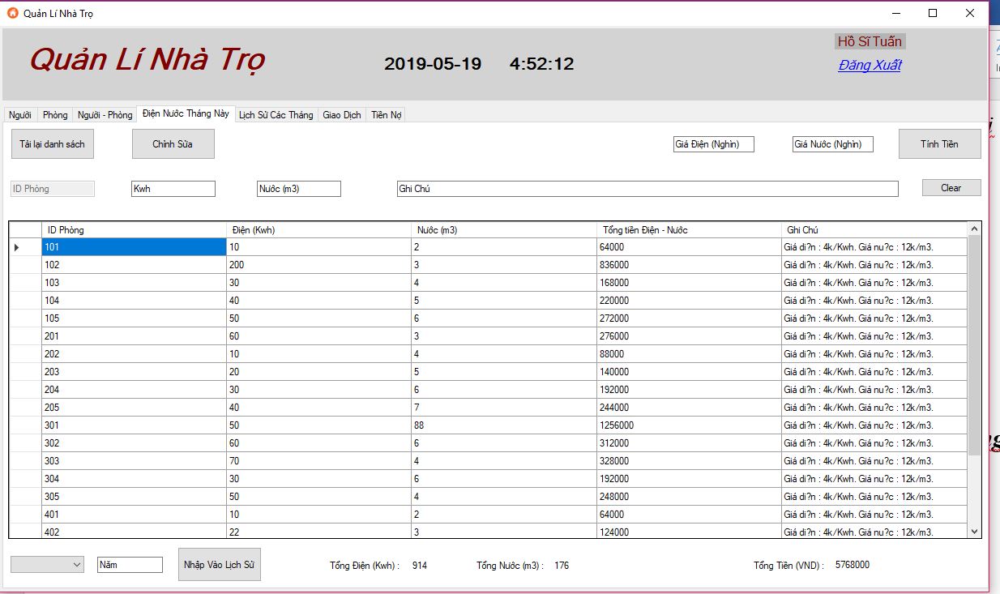 Quản Lí Nhà Trọ
Quản Lí Nhà Trọ 2019-05-19 4:52:12 Hồ Sĩ Tuấn
Đăng Xuất
Người Phòng Người - Phòng Điện Nước Tháng Này Lịch Sử Các Tháng Giao Dịch Tiền Nợ
Tải lại danh sách Chỉnh Sửa Giá Điện (Nghìn) Giá Nước (Nghìn) Tính Tiền
ID Phòng Kwh Nước (m3) Ghi Chú Clear
ID Phòng Điện (Kwh) Nước (m3) Tổng tiền Điện - Nước Ghi Chú
101 10 2 64000 Giá di?n : 4k/Kwh. Giá nu?c : 12k/m3.
102 200 3 836000 Giá di?n : 4k/Kwh. Giá nu?c : 12k/m3.
103 30 4 168000 Giá di?n : 4k/Kwh. Giá nu?c : 12k/m3.
104 40 5 220000 Giá di?n : 4k/Kwh. Giá nu?c : 12k/m3.
105 50 6 272000 Giá di?n : 4k/Kwh. Giá nu?c : 12k/m3.
201 60 3 276000 Giá di?n : 4k/Kwh. Giá nu?c : 12k/m3.
202 10 4 88000 Giá di?n : 4k/Kwh. Giá nu?c : 12k/m3.
203 20 5 140000 Giá di?n : 4k/Kwh. Giá nu?c : 12k/m3.
204 30 6 192000 Giá di?n : 4k/Kwh. Giá nu?c : 12k/m3.
205 40 7 244000 Giá di?n : 4k/Kwh. Giá nu?c : 12k/m3.
301 50 88 1256000 Giá di?n : 4k/Kwh. Giá nu?c : 12k/m3.
302 60 6 312000 Giá di?n : 4k/Kwh. Giá nu?c : 12k/m3.
303 70 4 328000 Giá di?n : 4k/Kwh. Giá nu?c : 12k/m3.
304 30 6 192000 Giá di?n : 4k/Kwh. Giá nu?c : 12k/m3.
305 50 4 248000 Giá di?n : 4k/Kwh. Giá nu?c : 12k/m3.
401 10 2 64000 Giá di?n : 4k/Kwh. Giá nu?c : 12k/m3.
402 22 3 124000 Giá di?n : 4k/Kwh. Giá nu?c : 12k/m3.
Năm Nhập Vào Lịch Sử Tổng Điện (Kwh) : 914 Tổng Nước (m3) : 176 Tổng Tiền (VND) : 5768000